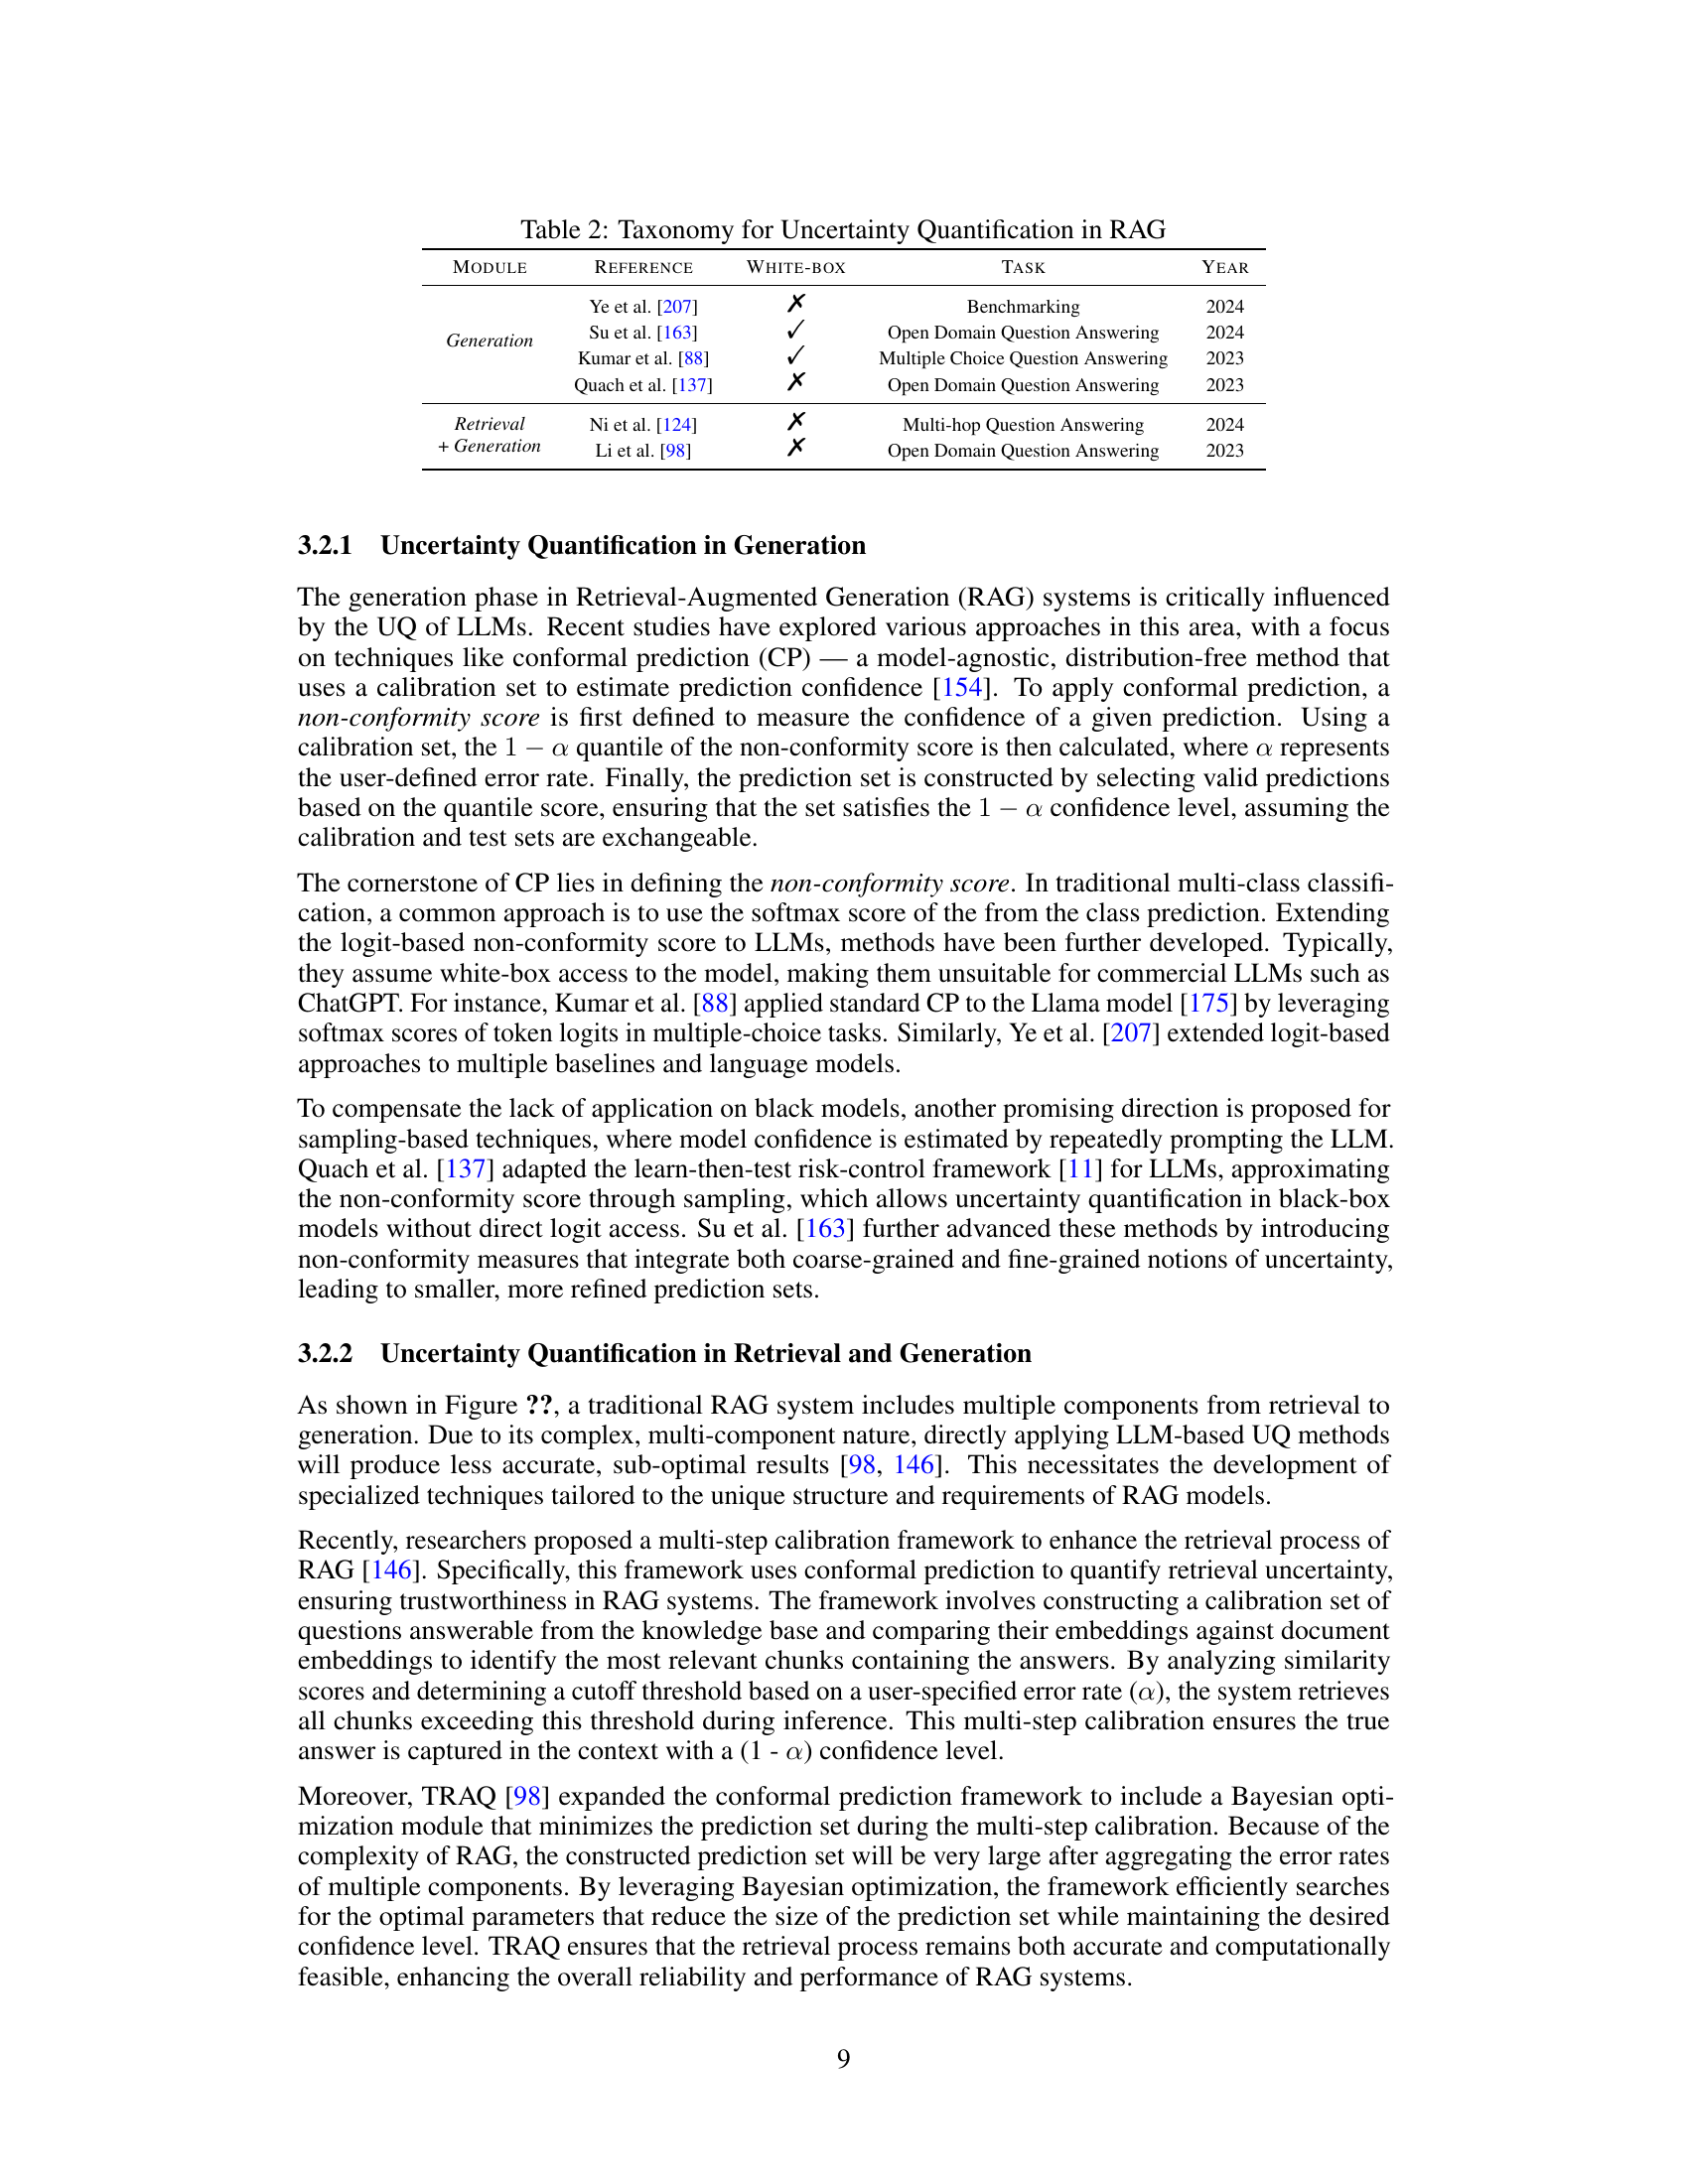 Table 2: Taxonomy for Uncertainty Quantification in RAG
MODULE REFERENCE WHITE-BOX TASK YEAR
Generation
Ye et al. [207] ✗ Benchmarking 2024
Su et al. [163] ✓ Open Domain Question Answering 2024
Kumar et al. [88] ✓ Multiple Choice Question Answering 2023
Quach et al. [137] ✗ Open Domain Question Answering 2023
Retrieval
+ Generation
Ni et al. [124] ✗ Multi-hop Question Answering 2024
Li et al. [98] ✗ Open Domain Question Answering 2023
3.2.1 Uncertainty Quantification in Generation
The generation phase in Retrieval-Augmented Generation (RAG) systems is critically influenced
by the UQ of LLMs. Recent studies have explored various approaches in this area, with a focus
on techniques like conformal prediction (CP) — a model-agnostic, distribution-free method that
uses a calibration set to estimate prediction confidence [154]. To apply conformal prediction, a
non-conformity score is first defined to measure the confidence of a given prediction. Using a
calibration set, the 1 − α quantile of the non-conformity score is then calculated, where α represents
the user-defined error rate. Finally, the prediction set is constructed by selecting valid predictions
based on the quantile score, ensuring that the set satisfies the 1 − α confidence level, assuming the
calibration and test sets are exchangeable.
The cornerstone of CP lies in defining the non-conformity score. In traditional multi-class classifi-
cation, a common approach is to use the softmax score of the from the class prediction. Extending
the logit-based non-conformity score to LLMs, methods have been further developed. Typically,
they assume white-box access to the model, making them unsuitable for commercial LLMs such as
ChatGPT. For instance, Kumar et al. [88] applied standard CP to the Llama model [175] by leveraging
softmax scores of token logits in multiple-choice tasks. Similarly, Ye et al. [207] extended logit-based
approaches to multiple baselines and language models.
To compensate the lack of application on black models, another promising direction is proposed for
sampling-based techniques, where model confidence is estimated by repeatedly prompting the LLM.
Quach et al. [137] adapted the learn-then-test risk-control framework [11] for LLMs, approximating
the non-conformity score through sampling, which allows uncertainty quantification in black-box
models without direct logit access. Su et al. [163] further advanced these methods by introducing
non-conformity measures that integrate both coarse-grained and fine-grained notions of uncertainty,
leading to smaller, more refined prediction sets.
3.2.2 Uncertainty Quantification in Retrieval and Generation
As shown in Figure ??, a traditional RAG system includes multiple components from retrieval to
generation. Due to its complex, multi-component nature, directly applying LLM-based UQ methods
will produce less accurate, sub-optimal results [98, 146]. This necessitates the development of
specialized techniques tailored to the unique structure and requirements of RAG models.
Recently, researchers proposed a multi-step calibration framework to enhance the retrieval process of
RAG [146]. Specifically, this framework uses conformal prediction to quantify retrieval uncertainty,
ensuring trustworthiness in RAG systems. The framework involves constructing a calibration set of
questions answerable from the knowledge base and comparing their embeddings against document
embeddings to identify the most relevant chunks containing the answers. By analyzing similarity
scores and determining a cutoff threshold based on a user-specified error rate (α), the system retrieves
all chunks exceeding this threshold during inference. This multi-step calibration ensures the true
answer is captured in the context with a (1 - α) confidence level.
Moreover, TRAQ [98] expanded the conformal prediction framework to include a Bayesian opti-
mization module that minimizes the prediction set during the multi-step calibration. Because of the
complexity of RAG, the constructed prediction set will be very large after aggregating the error rates
of multiple components. By leveraging Bayesian optimization, the framework efficiently searches
for the optimal parameters that reduce the size of the prediction set while maintaining the desired
confidence level. TRAQ ensures that the retrieval process remains both accurate and computationally
feasible, enhancing the overall reliability and performance of RAG systems.
9